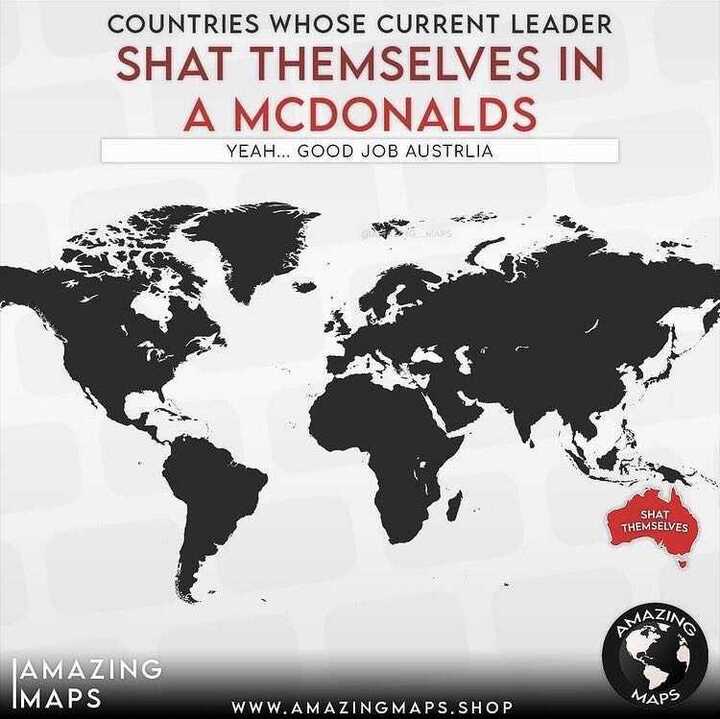 COUNTRIES WHOSE CURRENT LEADER
SHAT THEMSELVES IN
A MCDONALDS
YEAH... GOOD JOB AUSTRLIA
SHAT
THEMSELVES
AMAZING
MAPS
AMAZING
MAPS
WWW.AMAZINGMAPS.SHOP